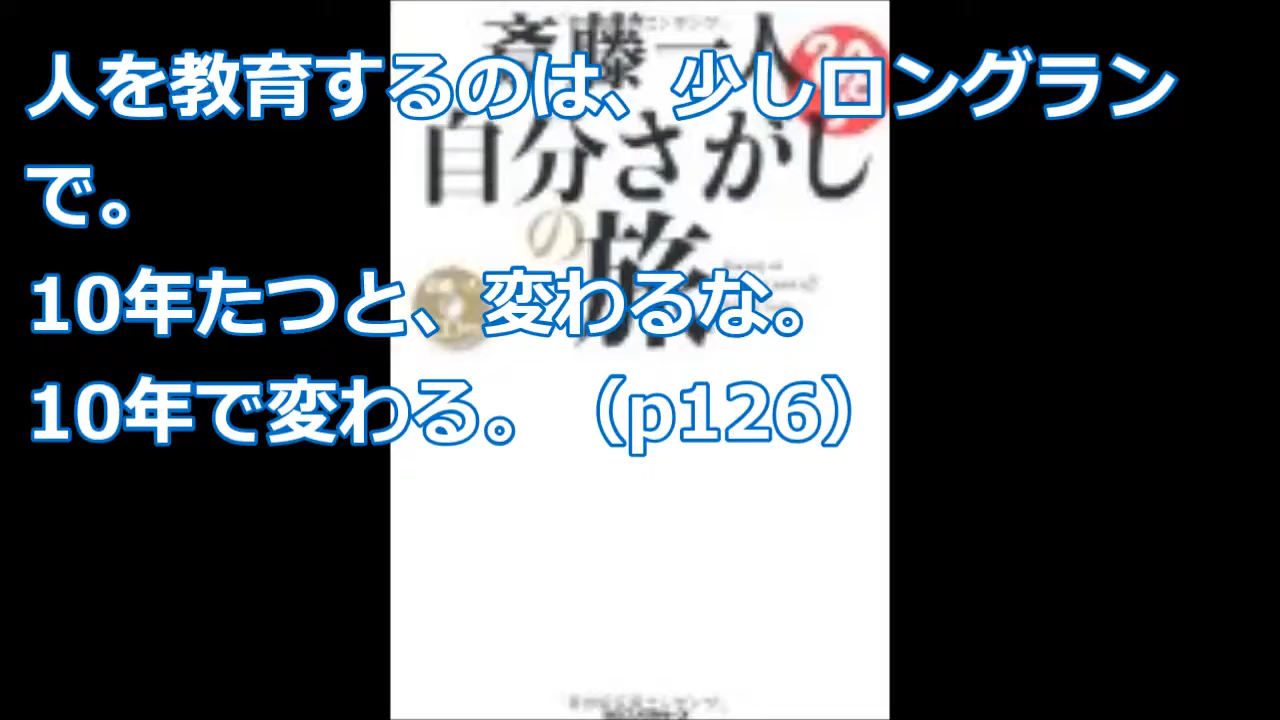 人を教育するのは、少しロングラン
で。
10年たつと、変わるな。
10年で変わる。（p126）
斎藤一人
自分さがし
の旅